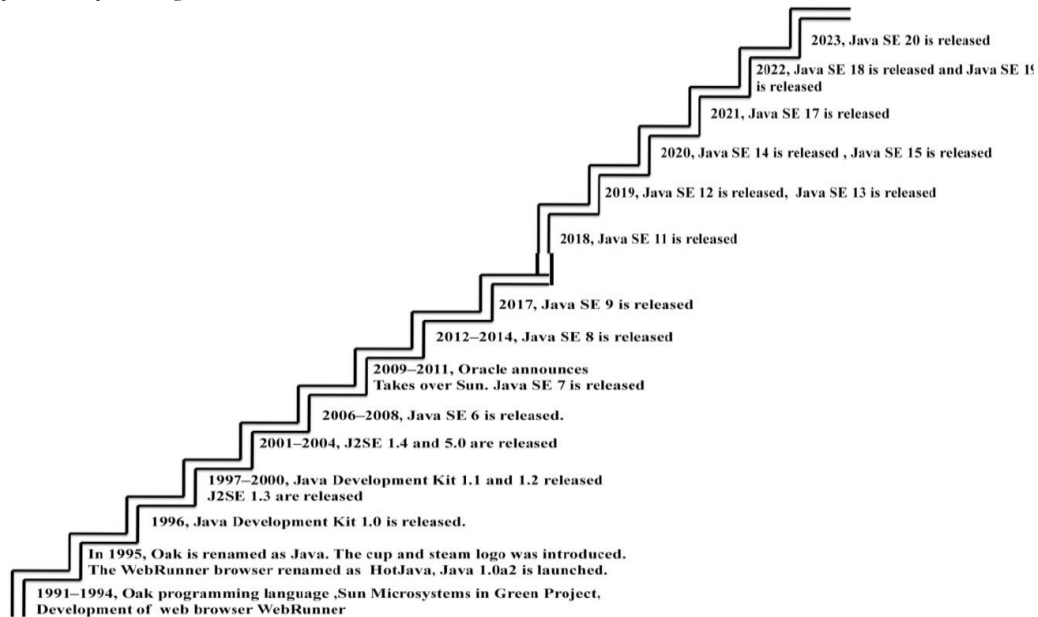 2023, Java SE 20 is released
2022, Java SE 18 is released and Java SE
is released
2021, Java SE 17 is released
2020, Java SE 14 is released , Java SE 15 is released
2019, Java SE 12 is released, Java SE 13 is released
2018, Java SE 11 is released
2017, Java SE 9 is released
2012–2014, Java SE 8 is released
2009–2011, Oracle announces
Takes over Sun. Java SE 7 is released
2006–2008, Java SE 6 is released.
2001–2004, J2SE 1.4 and 5.0 are released
1997–2000, Java Development Kit 1.1 and 1.2 released
J2SE 1.3 are released
1996, Java Development Kit 1.0 is released.
In 1995, Oak is renamed as Java. The cup and steam logo was introduced.
The WebRunner browser renamed as HotJava, Java 1.0a2 is launched.
1991–1994, Oak programming language ,Sun Microsystems in Green Project,
Development of web browser WebRunner